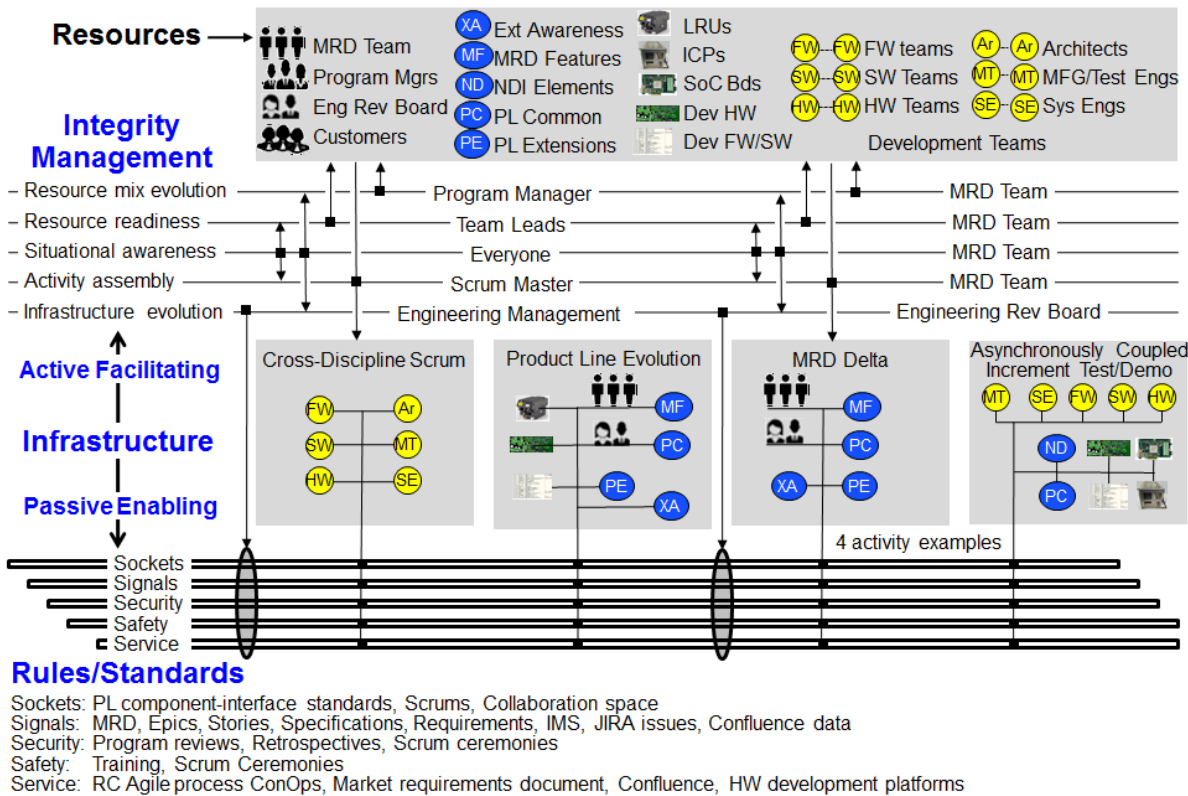 Resources
MRD Team
Program Mgrs
Eng Rev Board
Customers
XA Ext Awareness
MF MRD Features
ND NDI Elements
PC PL Common
PE PL Extensions
LRUs
ICPs
SoC Bds
Dev HW
Dev FW/SW
FW FW FW teams
SW SW SW Teams
HW HW HW Teams
Ar Ar Architects
MT MT MFG/Test Engs
SE SE Sys Engs
Development Teams
Integrity
Management
Resource mix evolution Program Manager MRD Team
Resource readiness Team Leads MRD Team
Situational awareness Everyone MRD Team
Activity assembly Scrum Master MRD Team
Infrastructure evolution Engineering Management Engineering Rev Board
Active Facilitating
Infrastructure
Passive Enabling
Cross-Discipline Scrum
FW Ar
SW MT
HW SE
Product Line Evolution
MF
PC
PE
XA
MRD Delta
MF
PC
XA PE
Asynchronously Coupled
Increment Test/Demo
MT SE FW SW HW
ND
PC
4 activity examples
Sockets
Signals
Security
Safety
Service
Rules/Standards
Sockets: PL component-interface standards, Scrums, Collaboration space
Signals: MRD, Epics, Stories, Specifications, Requirements, IMS, JIRA issues, Confluence data
Security: Program reviews, Retrospectives, Scrum ceremonies
Safety: Training, Scrum Ceremonies
Service: RC Agile process ConOps, Market requirements document, Confluence, HW development platforms